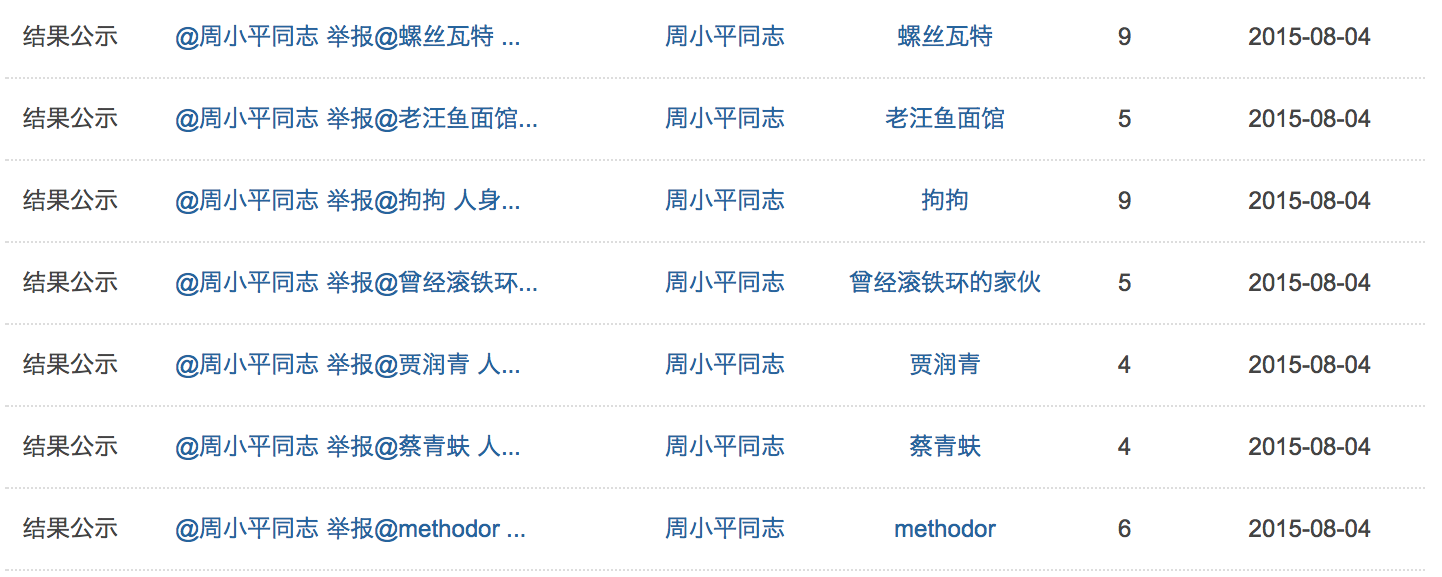 结果公示 @周小平同志 举报@螺丝瓦特 ... 周小平同志 螺丝瓦特 9 2015-08-04
结果公示 @周小平同志 举报@老汪鱼面馆... 周小平同志 老汪鱼面馆 5 2015-08-04
结果公示 @周小平同志 举报@拘拘 人身... 周小平同志 拘拘 9 2015-08-04
结果公示 @周小平同志 举报@曾经滚铁环... 周小平同志 曾经滚铁环的家伙 5 2015-08-04
结果公示 @周小平同志 举报@贾润青 人... 周小平同志 贾润青 4 2015-08-04
结果公示 @周小平同志 举报@蔡青蚨 人... 周小平同志 蔡青蚨 4 2015-08-04
结果公示 @周小平同志 举报@methodor ... 周小平同志 methodor 6 2015-08-04